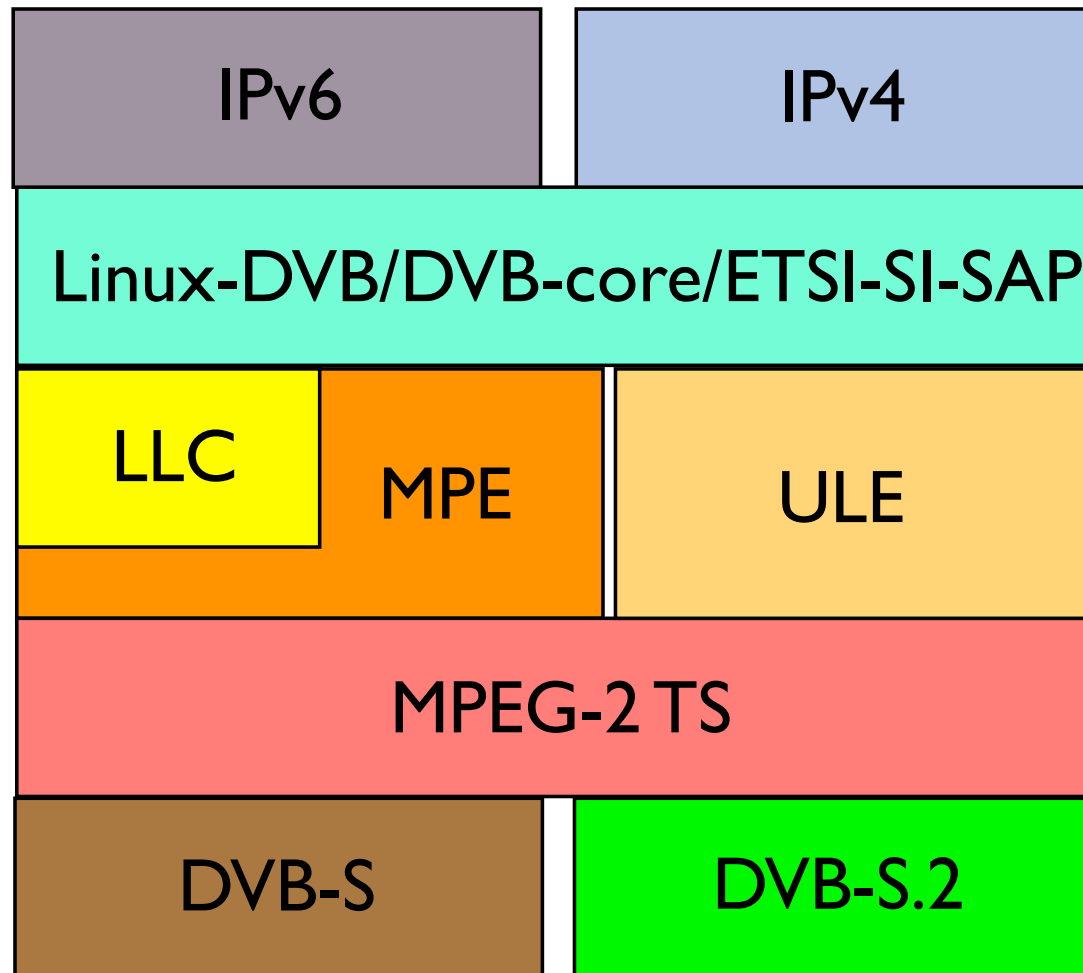 IPv6
IPv4
Linux-DVB/DVB-core/ETSI-SI-SAP
LLC
MPE
ULE
MPEG-2 TS
DVB-S
DVB-S.2